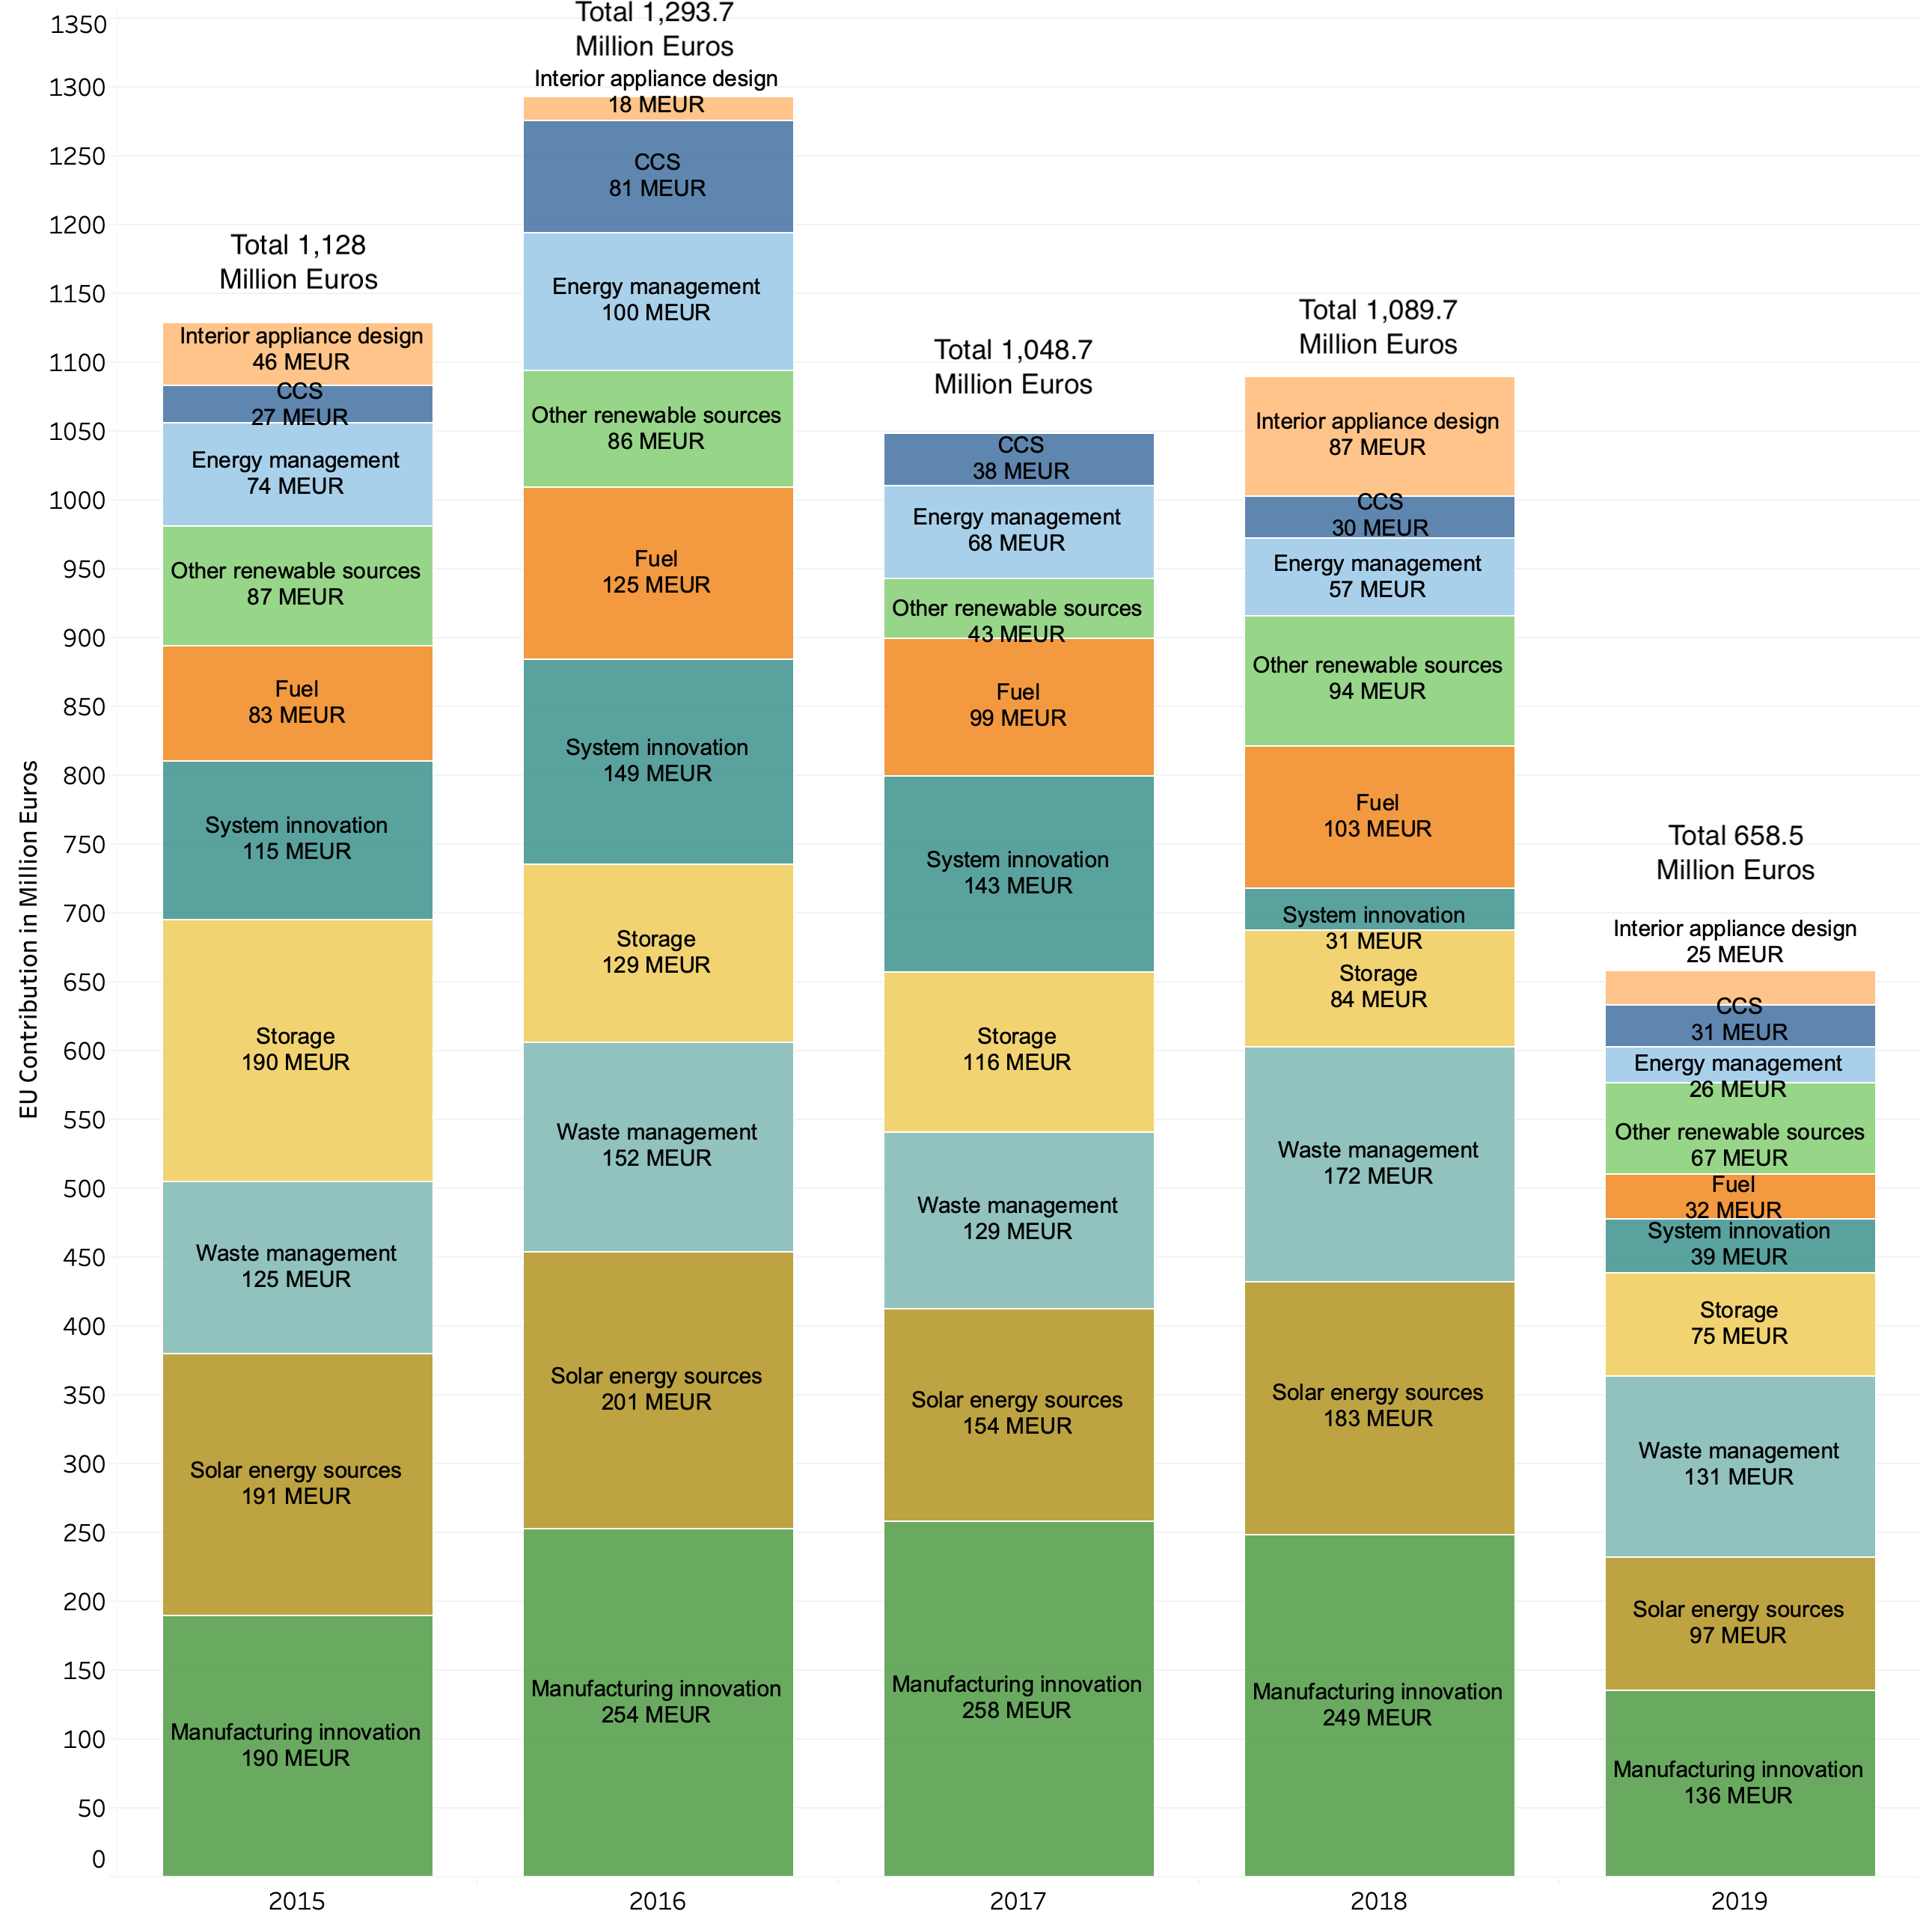 EU Contribution in Million Euros
1350
1300
1250
1200
1150
1100
1050
1000
950
900
850
800
750
700
650
600
550
500
450
400
350
300
250
200
150
100
50
0
Total 1,128
Million Euros
Interior appliance design
46 MEUR
CCS
27 MEUR
Energy management
74 MEUR
Other renewable sources
87 MEUR
Fuel
83 MEUR
System innovation
115 MEUR
Storage
190 MEUR
Waste management
125 MEUR
Solar energy sources
191 MEUR
Manufacturing innovation
190 MEUR
2015
Total 1,293.7
Million Euros
Interior appliance design
18 MEUR
CCS
81 MEUR
Energy management
100 MEUR
Other renewable sources
86 MEUR
Fuel
125 MEUR
System innovation
149 MEUR
Storage
129 MEUR
Waste management
152 MEUR
Solar energy sources
201 MEUR
Manufacturing innovation
254 MEUR
2016
Total 1,048.7
Million Euros
CCS
38 MEUR
Energy management
68 MEUR
Other renewable sources
43 MEUR
Fuel
99 MEUR
System innovation
143 MEUR
Storage
116 MEUR
Waste management
129 MEUR
Solar energy sources
154 MEUR
Manufacturing innovation
258 MEUR
2017
Total 1,089.7
Million Euros
Interior appliance design
87 MEUR
CCS
30 MEUR
Energy management
57 MEUR
Other renewable sources
94 MEUR
Fuel
103 MEUR
System innovation
31 MEUR
Storage
84 MEUR
Waste management
172 MEUR
Solar energy sources
183 MEUR
Manufacturing innovation
249 MEUR
2018
Total 658.5
Million Euros
Interior appliance design
25 MEUR
CCS
31 MEUR
Energy management
26 MEUR
Other renewable sources
67 MEUR
Fuel
32 MEUR
System innovation
39 MEUR
Storage
75 MEUR
Waste management
131 MEUR
Solar energy sources
97 MEUR
Manufacturing innovation
136 MEUR
2019